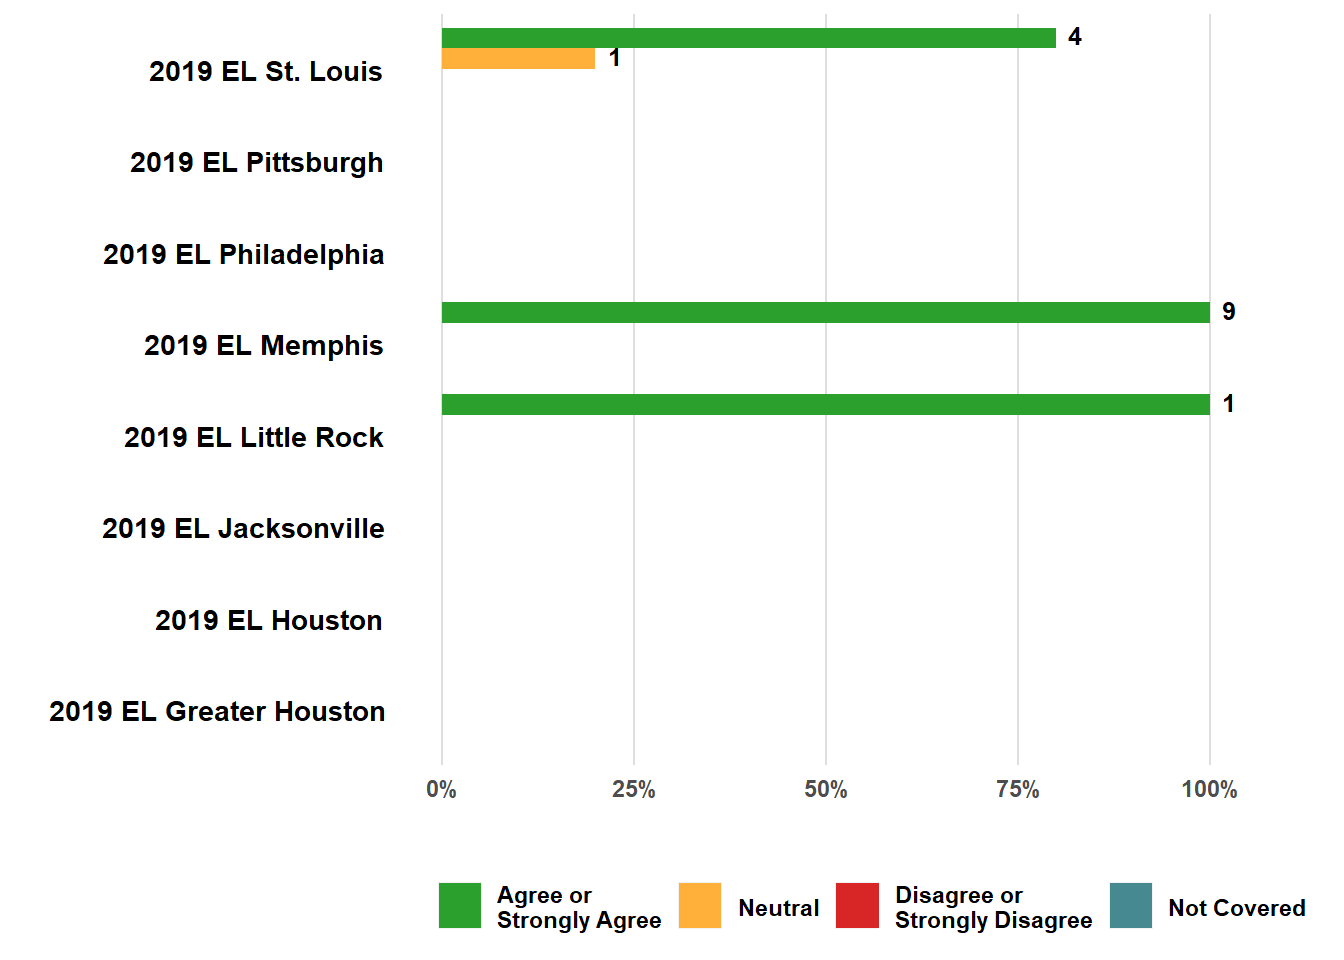 4
1
2019 EL St. Louis
2019 EL Pittsburgh
2019 EL Philadelphia
9
2019 EL Memphis
1
2019 EL Little Rock
2019 EL Jacksonville
2019 EL Houston
2019 EL Greater Houston
0% 25% 50% 75% 100%
Agree or
Strongly Agree
Neutral
Disagree or
Strongly Disagree
Not Covered